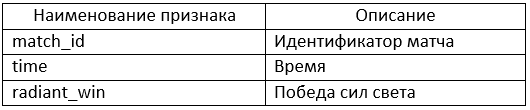 Наименование признака Описание
match_id Идентификатор матча
time Время
radiant_win Победа сил света